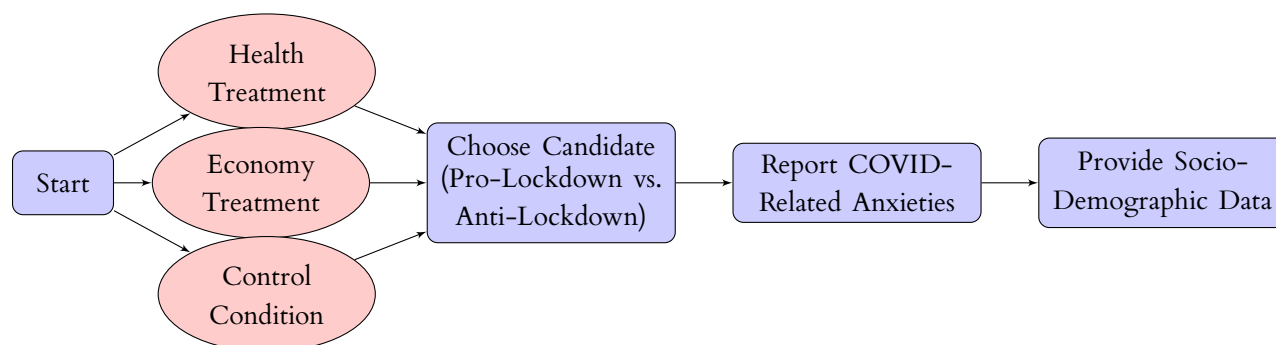 Start
Health
Treatment
Economy
Treatment
Control
Condition
Choose Candidate
(Pro-Lockdown vs.
Anti-Lockdown)
Report COVID-
Related Anxieties
Provide Socio-
Demographic Data